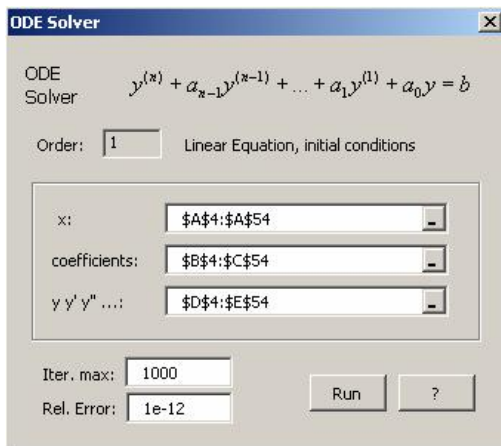 ODE Solver
ODE Solver
y^{(n)} + a_{n-1}y^{(n-1)} + ... + a_1y^{(1)} + a_0y = b
Order: 1 Linear Equation, initial conditions
x: $A$4:$A$54
coefficients: $B$4:$C$54
y y' y" ...: $D$4:$E$54
Iter. max: 1000
Rel. Error: 1e-12
Run ?